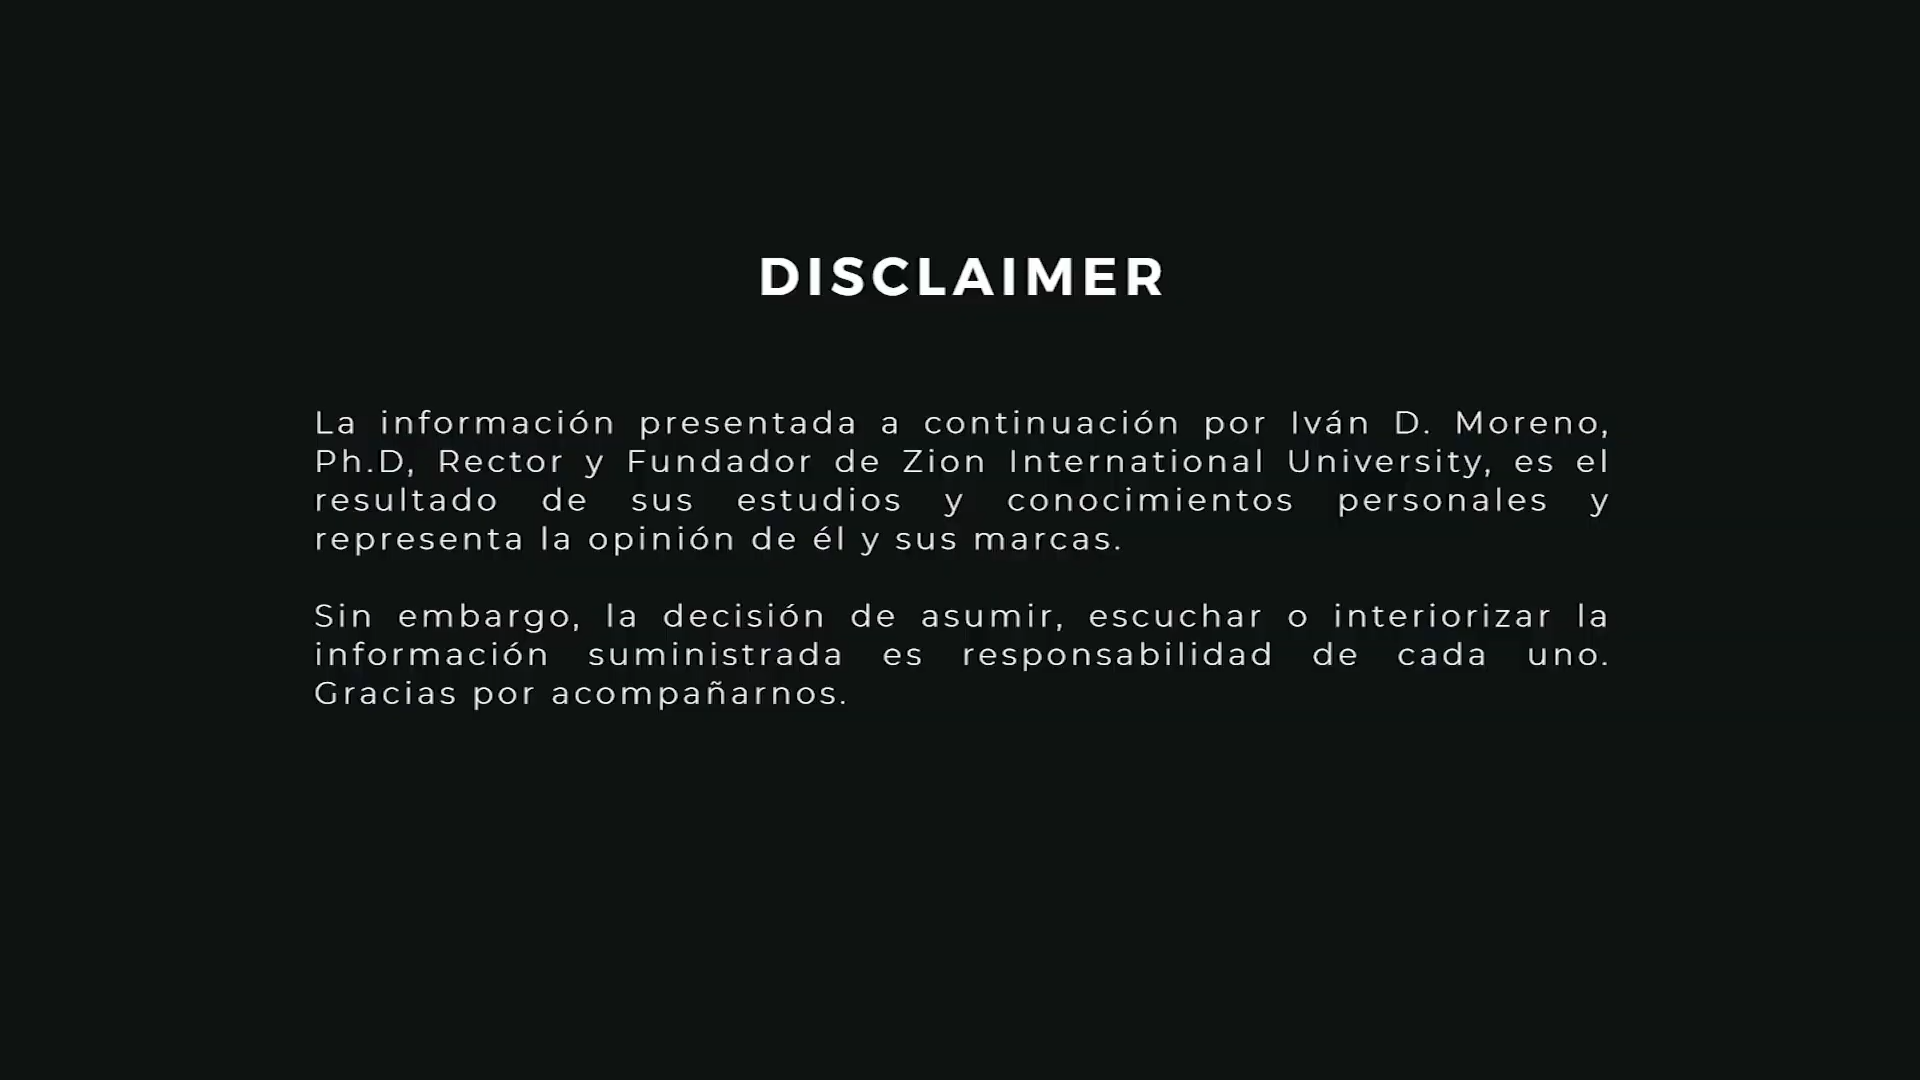 DISCLAIMER
La información presentada a continuación por Iván D. Moreno,
Ph.D, Rector y Fundador de Zion International University, es el
resultado de sus estudios y conocimientos personales y
representa la opinión de él y sus marcas.
Sin embargo, la decisión de asumir, escuchar o interiorizar la
información suministrada es responsabilidad de cada uno.
Gracias por acompañarnos.